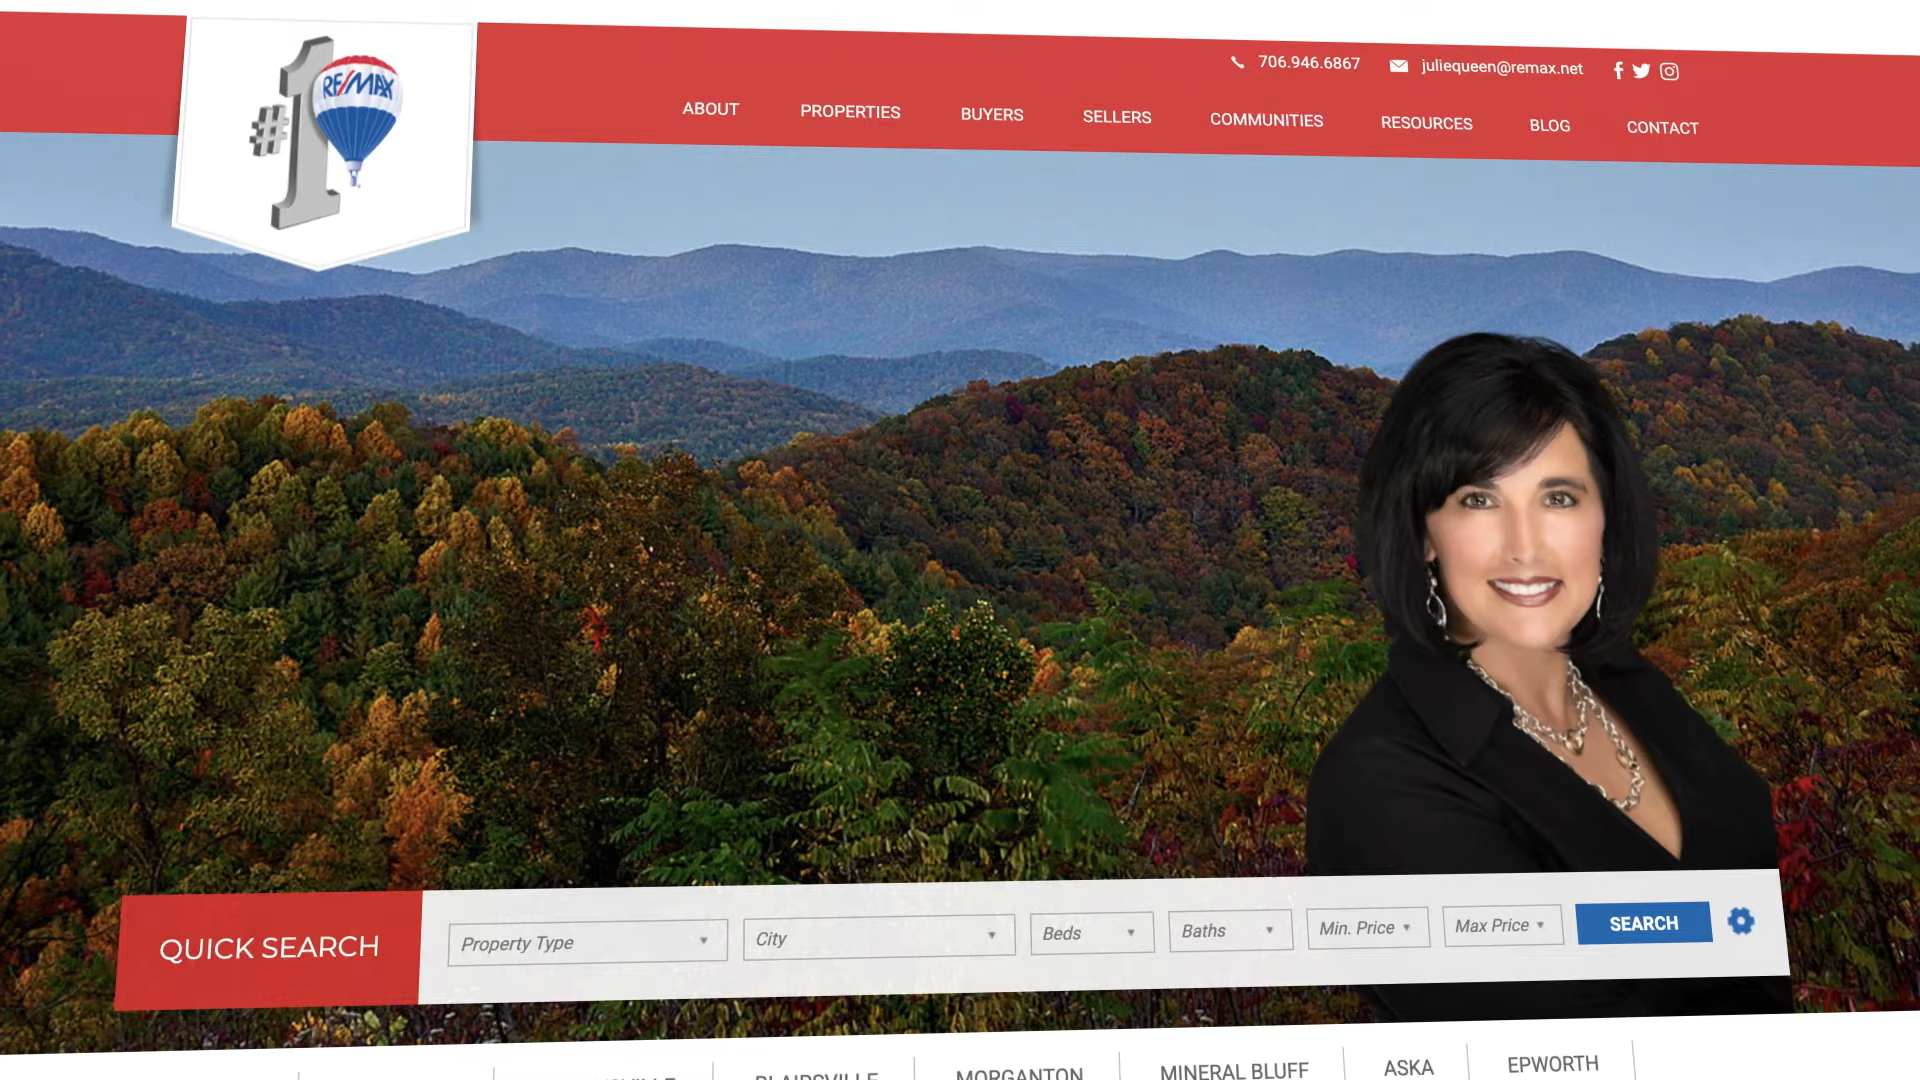 #1
RE/MAX
706.946.6867 juliequeen@remax.net
ABOUT PROPERTIES BUYERS SELLERS COMMUNITIES RESOURCES BLOG CONTACT
QUICK SEARCH Property Type City Beds Baths Min. Price Max Price SEARCH
BLAIRSVILLE MORGANTON MINERAL BLUFF ASKA EPWORTH